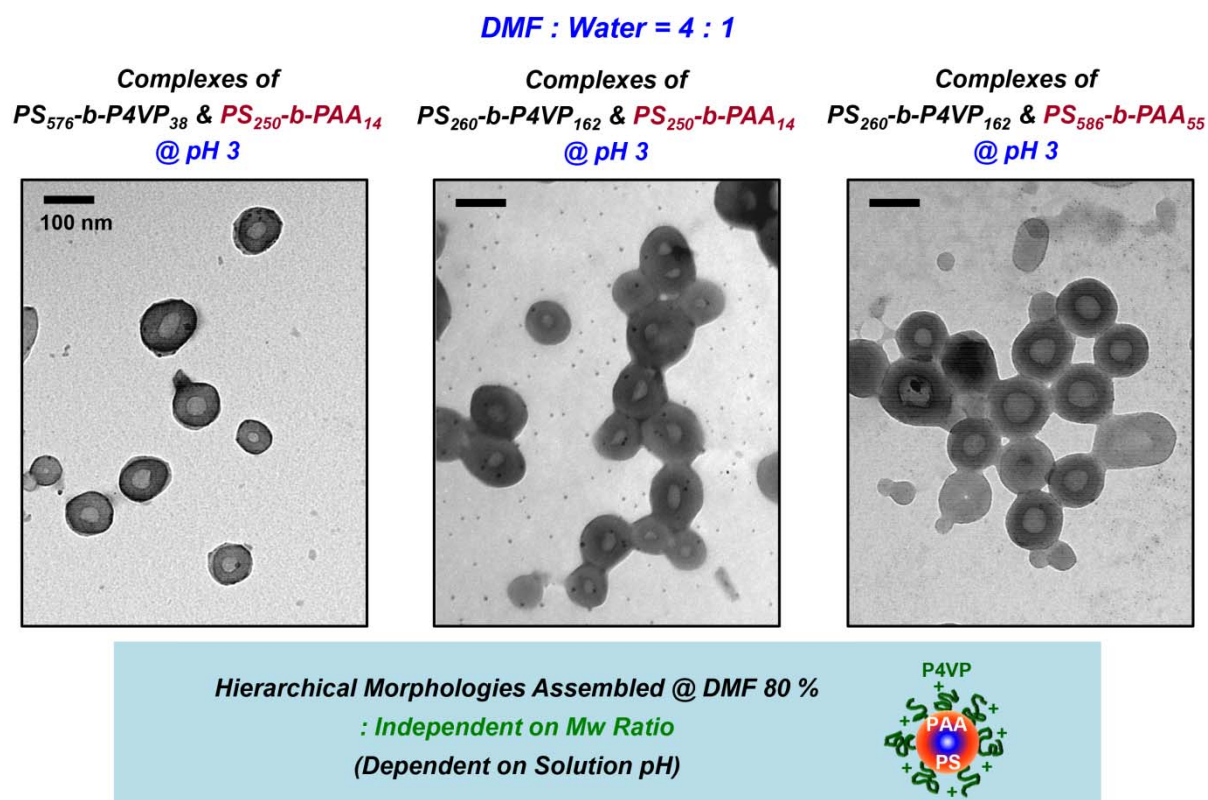 DMF : Water = 4 : 1
Complexes of
PS576-b-P4VP38 & PS250-b-PAA14
@ pH 3
Complexes of
PS260-b-P4VP162 & PS250-b-PAA14
@ pH 3
Complexes of
PS260-b-P4VP162 & PS586-b-PAA55
@ pH 3
100 nm
Hierarchical Morphologies Assembled @ DMF 80 %
: Independent on Mw Ratio
(Dependent on Solution pH)
P4VP
+ + + + + + + + +
PAA
PS